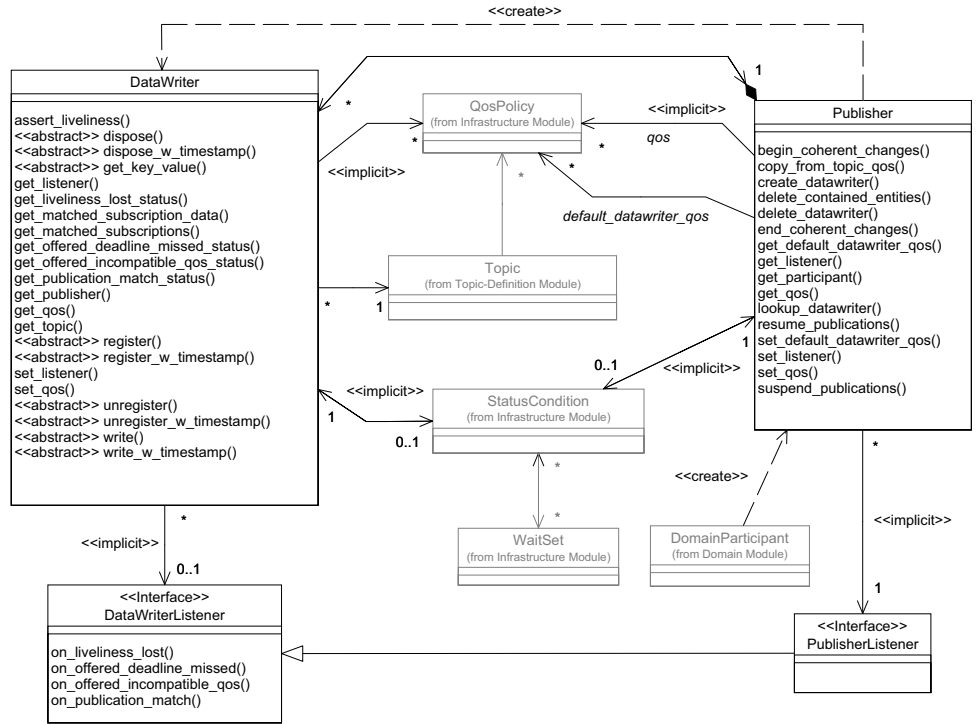 <<create>>
DataWriter
assert_liveliness()
<<abstract>> dispose()
<<abstract>> dispose_w_timestamp()
<<abstract>> get_key_value()
get_listener()
get_liveliness_lost_status()
get_matched_subscription_data()
get_matched_subscriptions()
get_offered_deadline_missed_status()
get_offered_incompatible_qos_status()
get_publication_match_status()
get_publisher()
get_qos()
get_topic()
<<abstract>> register()
<<abstract>> register_w_timestamp()
set_listener()
set_qos()
<<abstract>> unregister()
<<abstract>> unregister_w_timestamp()
<<abstract>> write()
<<abstract>> write_w_timestamp()
*
1
QosPolicy
(from Infrastructure Module)
*
<<implicit>>
*
<<implicit>>
qos
*
*
default_datawriter_qos
Topic
(from Topic-Definition Module)
*
1
Publisher
begin_coherent_changes()
copy_from_topic_qos()
create_datawriter()
delete_contained_entities()
delete_datawriter()
end_coherent_changes()
get_default_datawriter_qos()
get_listener()
get_participant()
get_qos()
lookup_datawriter()
resume_publications()
set_default_datawriter_qos()
set_listener()
set_qos()
suspend_publications()
1
0..1
<<implicit>>
StatusCondition
(from Infrastructure Module)
<<implicit>>
1
0..1
*
*
WaitSet
(from Infrastructure Module)
<<create>>
DomainParticipant
(from Domain Module)
*
<<implicit>>
1
*
<<implicit>>
0..1
<<Interface>>
DataWriterListener
on_liveliness_lost()
on_offered_deadline_missed()
on_offered_incompatible_qos()
on_publication_match()
<<Interface>>
PublisherListener